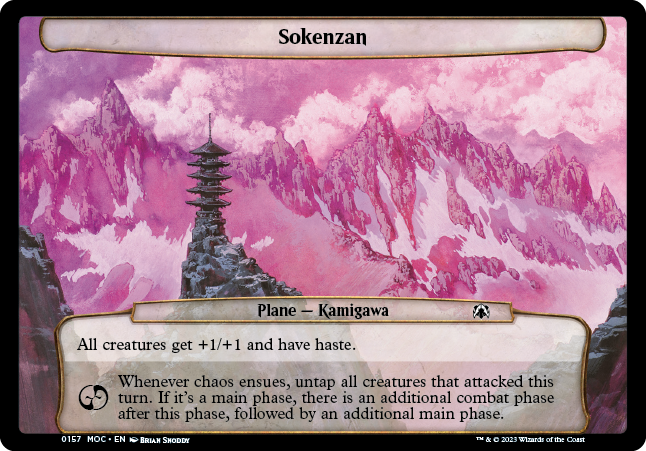 Sokenzan
Plane — Kamigawa
All creatures get +1/+1 and have haste.
Whenever chaos ensues, untap all creatures that attacked this
turn. If it's a main phase, there is an additional combat phase
after this phase, followed by an additional main phase.
0157 MOC • EN Brian Snoddy
™ & © 2023 Wizards of the Coast